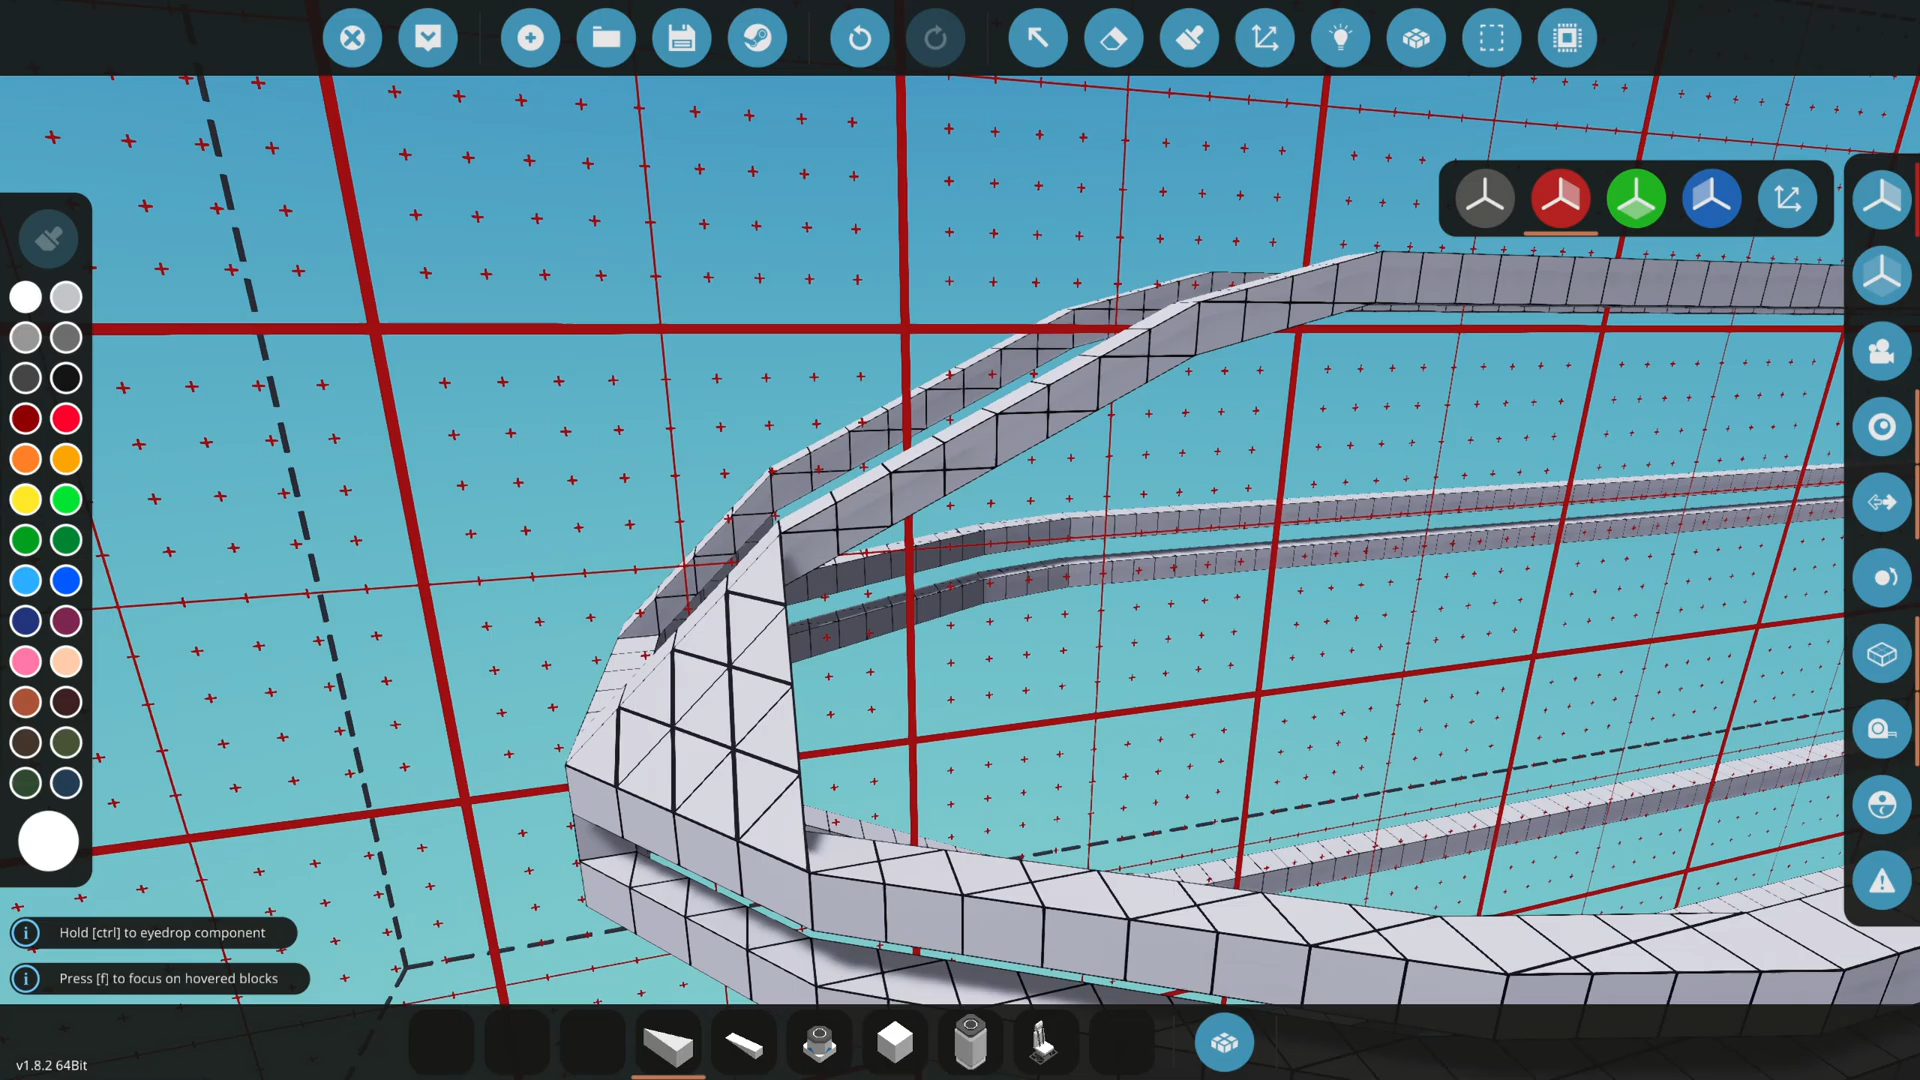 Hold [ctrl] to eyedrop component
Press [f] to focus on hovered blocks
v1.8.2 64Bit